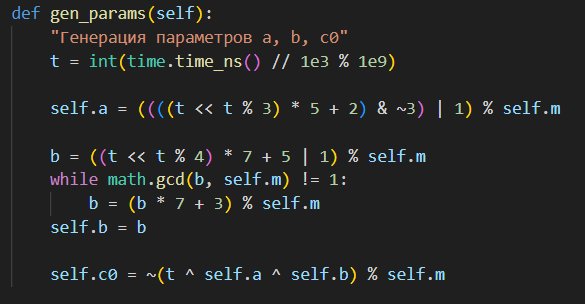 def gen_params(self):
"Генерация параметров a, b, c0"
t = int(time.time_ns() // 1e3 % 1e9)
self.a = ((((t << t % 3) * 5 + 2) & ~3) | 1) % self.m
b = ((t << t % 4) * 7 + 5 | 1) % self.m
while math.gcd(b, self.m) != 1:
b = (b * 7 + 3) % self.m
self.b = b
self.c0 = ~(t ^ self.a ^ self.b) % self.m